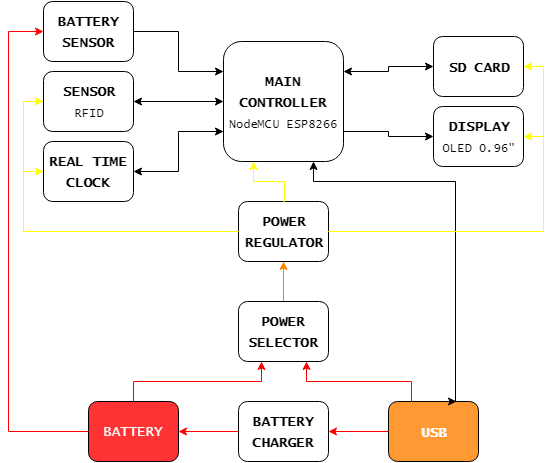 BATTERY
SENSOR
SENSOR
RFID
REAL TIME
CLOCK
MAIN
CONTROLLER
NodeMCU ESP8266
SD CARD
DISPLAY
OLED 0.96"
POWER
REGULATOR
POWER
SELECTOR
BATTERY
BATTERY
CHARGER
USB